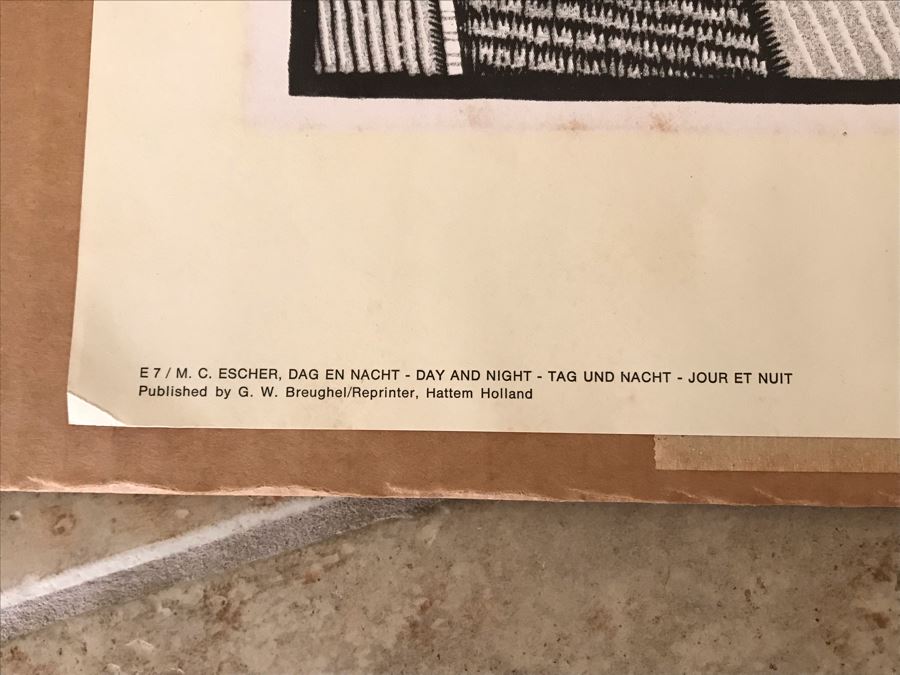 E 7 / M. C. ESCHER, DAG EN NACHT - DAY AND NIGHT - TAG UND NACHT - JOUR ET NUIT
Published by G. W. Breughel/Reprinter, Hattem Holland